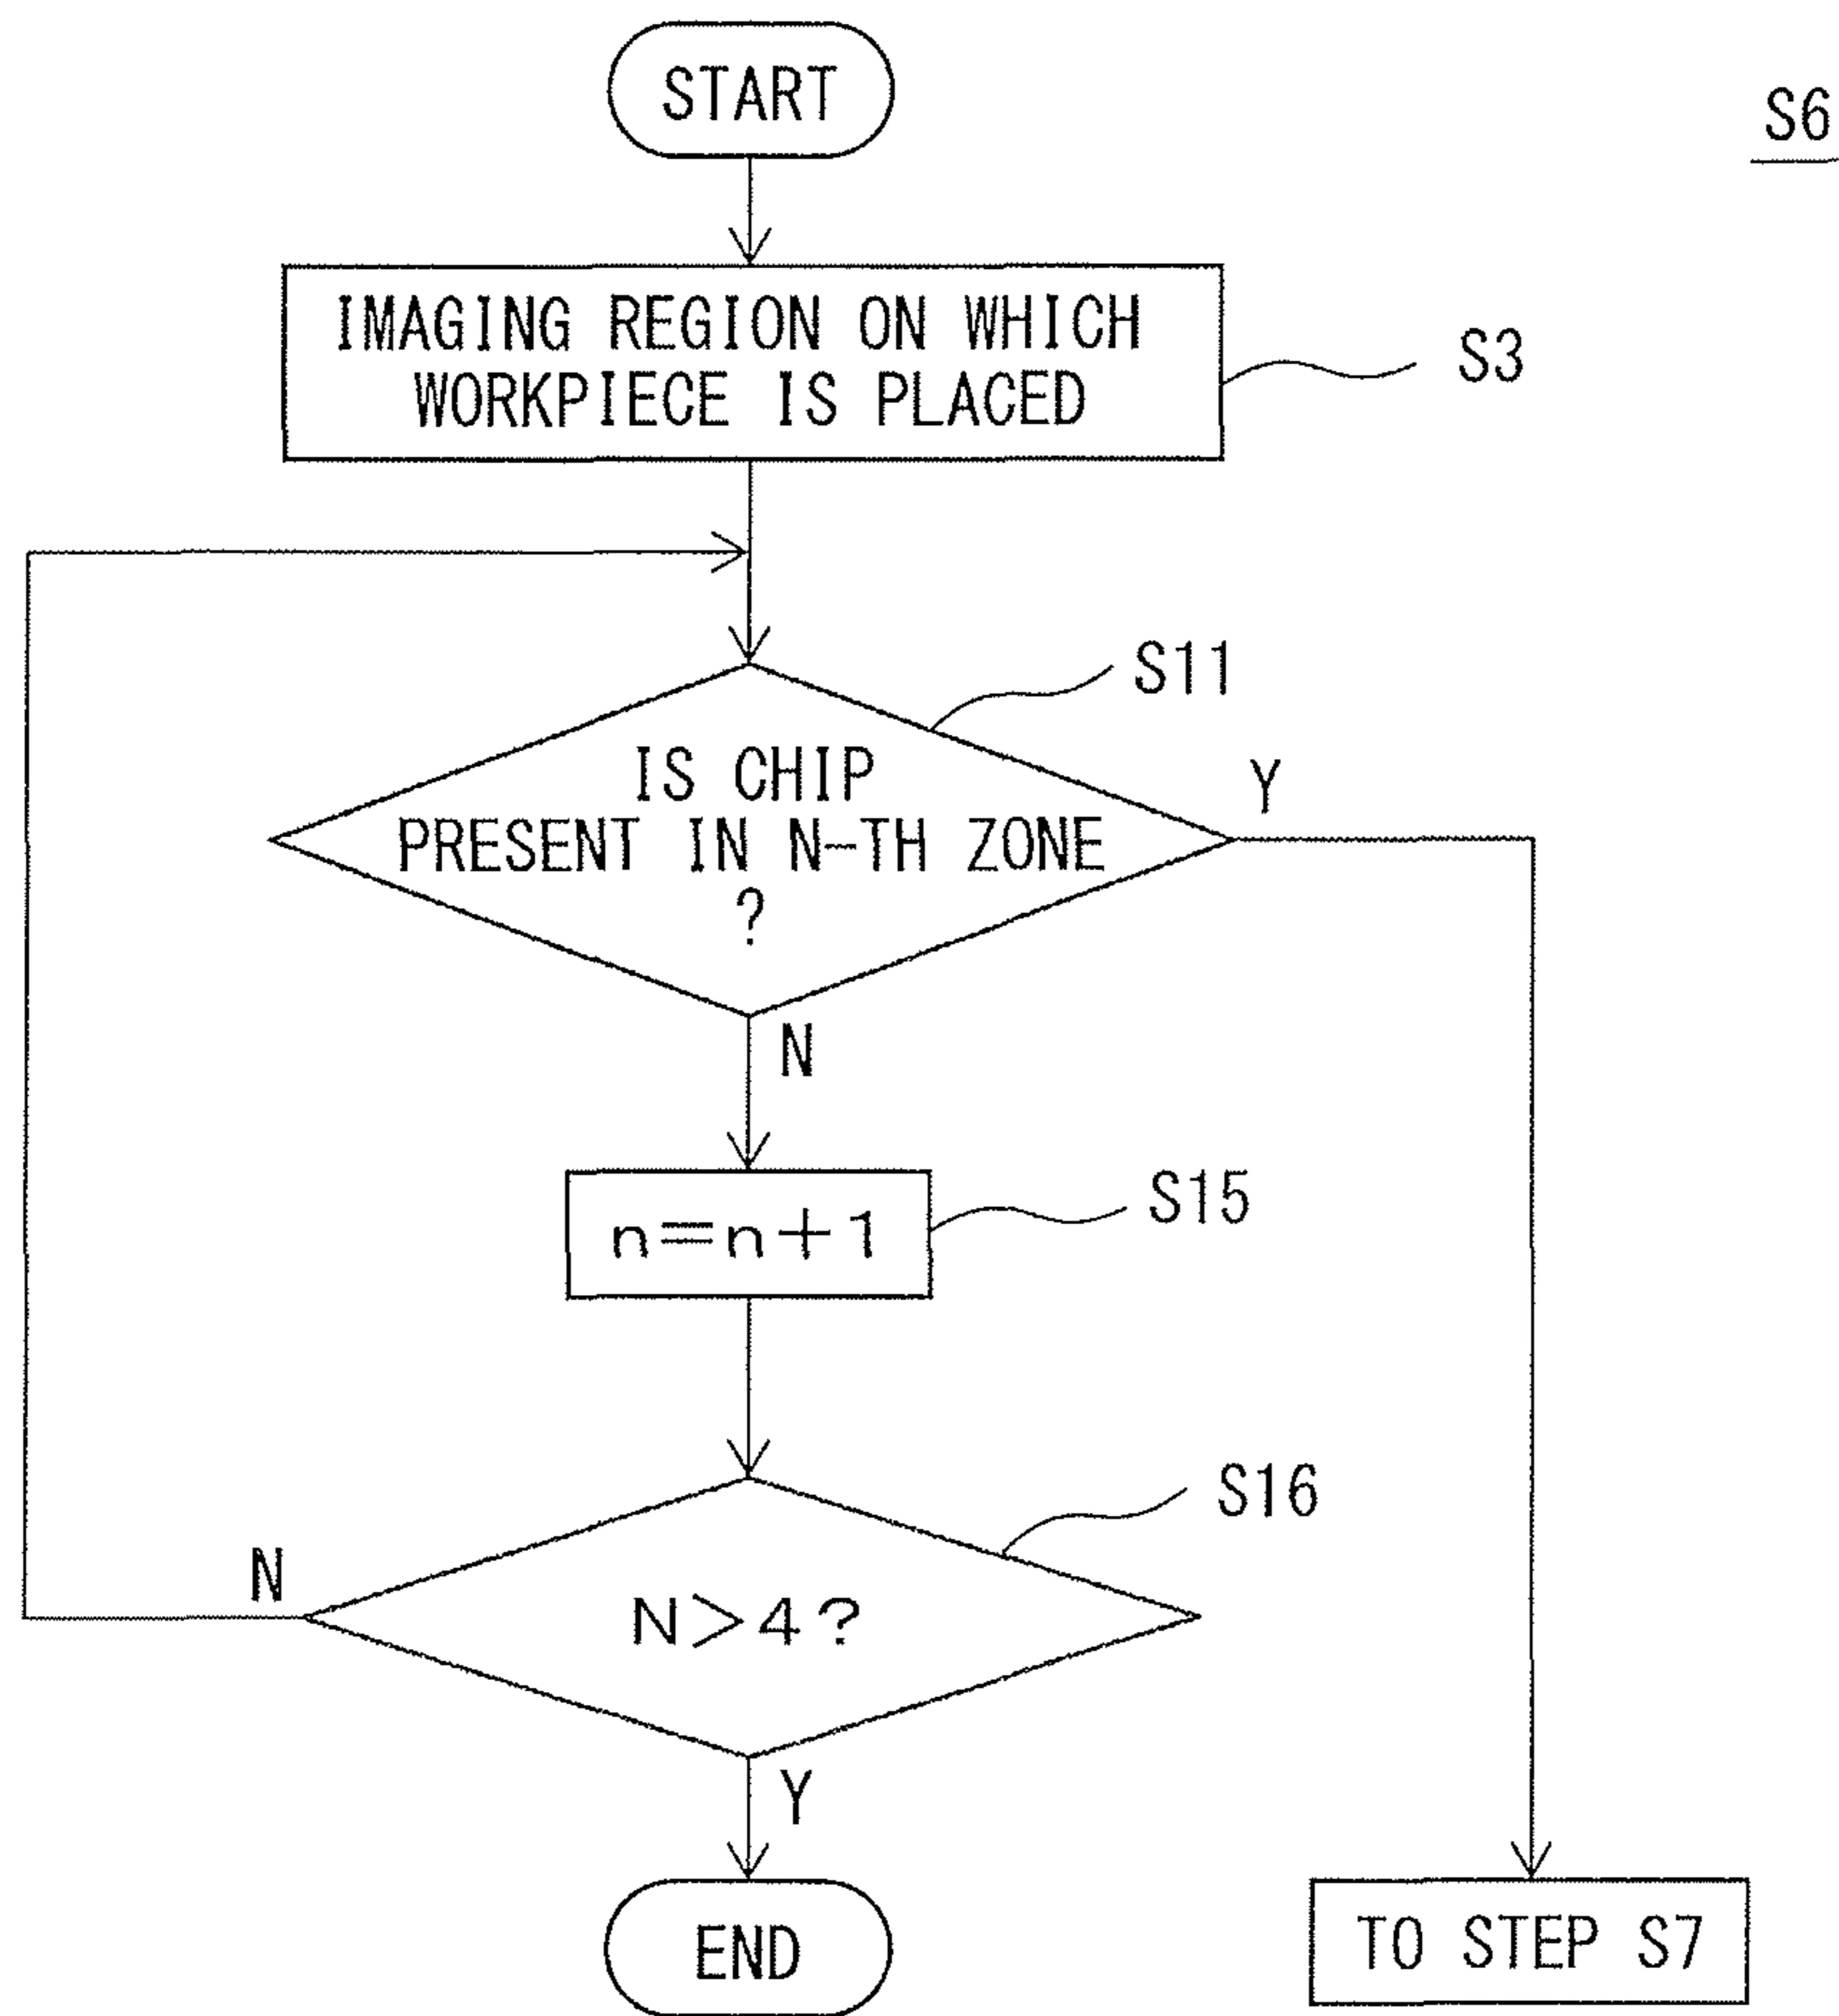 START
S6
IMAGING REGION ON WHICH
WORKPIECE IS PLACED
S3
S11
IS CHIP
PRESENT IN N-TH ZONE
?
Y
N
n=n+1
S15
S16
N
N>4?
Y
END
TO STEP S7